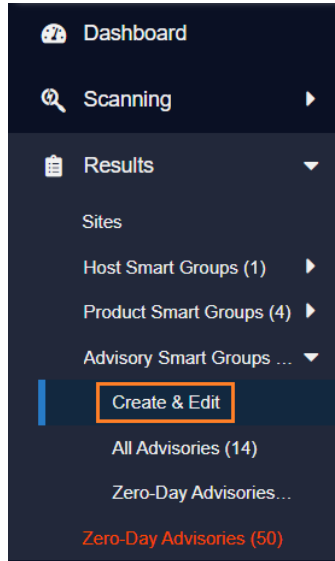 Dashboard
Scanning
Results
Sites
Host Smart Groups (1)
Product Smart Groups (4)
Advisory Smart Groups ...
Create & Edit
All Advisories (14)
Zero-Day Advisories...
Zero-Day Advisories (50)